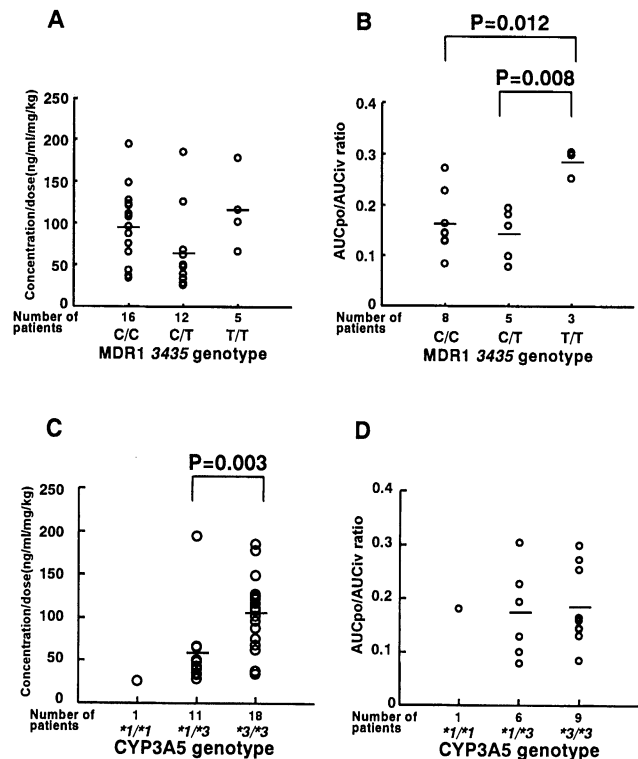 A
Concentration/dose(ng/ml/mg/kg)
250
200
150
100
50
0
Number of patients
16 12 5
C/C C/T T/T
MDR1 3435 genotype
B
P=0.012
P=0.008
AUCpo/AUCiv ratio
0.4
0.3
0.2
0.1
0
Number of patients
8 5 3
C/C C/T T/T
MDR1 3435 genotype
C
P=0.003
Concentration/dose(ng/ml/mg/kg)
250
200
150
100
50
0
Number of patients
1 11 18
*1/*1 *1/*3 *3/*3
CYP3A5 genotype
D
AUCpo/AUCiv ratio
0.4
0.3
0.2
0.1
0
Number of patients
1 6 9
*1/*1 *1/*3 *3/*3
CYP3A5 genotype